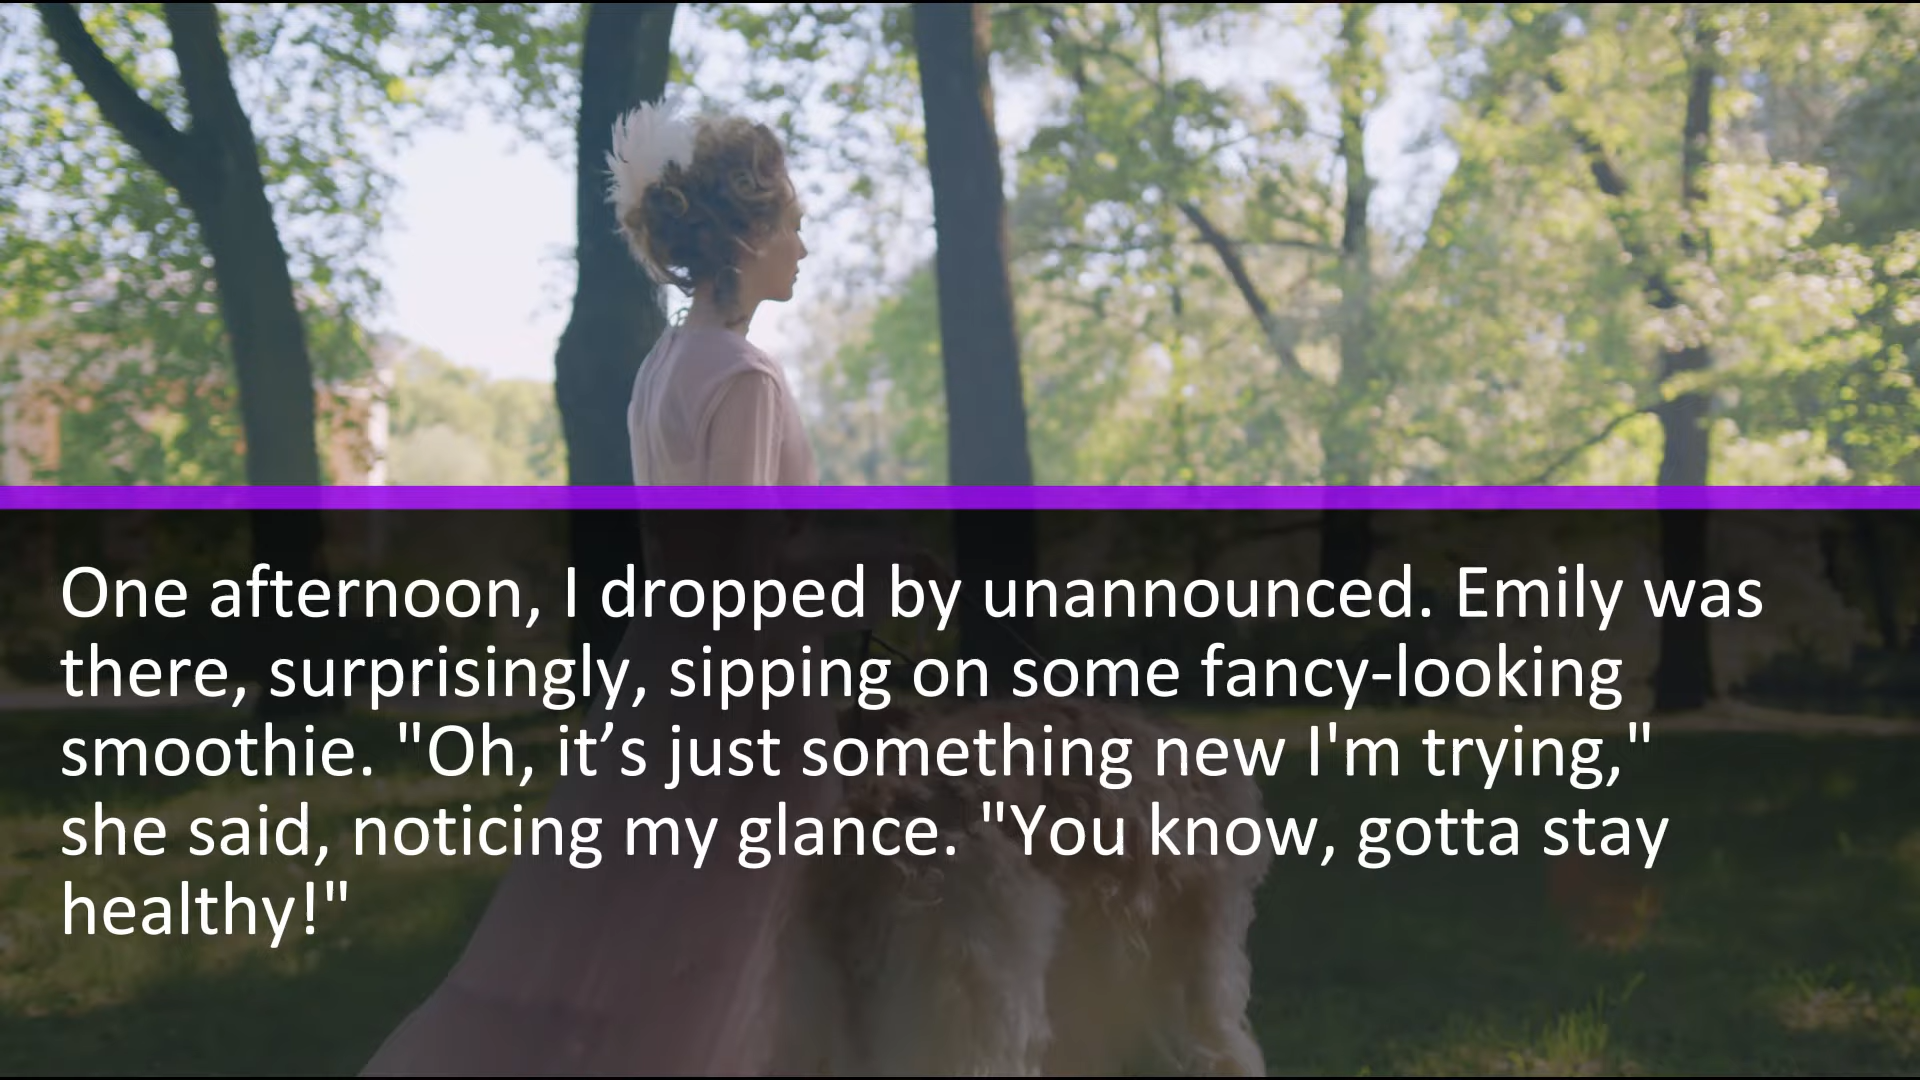 One afternoon, I dropped by unannounced. Emily was
there, surprisingly, sipping on some fancy-looking
smoothie. "Oh, it’s just something new I'm trying,"
she said, noticing my glance. "You know, gotta stay
healthy!"